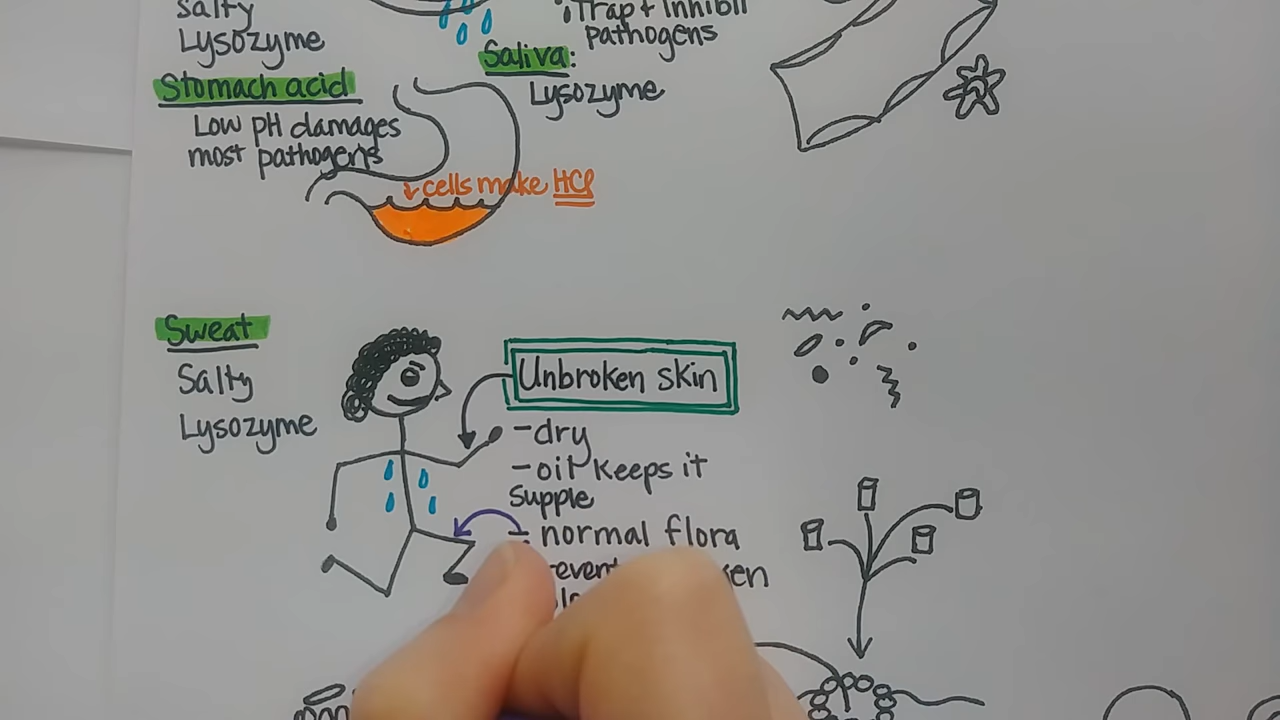 Salty
Lysozyme
Trap + Inhibit
pathogens
Saliva:
Lysozyme
Stomach acid
Low pH damages
most pathogens
cells make HCl
Sweat
Salty
Lysozyme
Unbroken skin
-dry
-oil keeps it
supple
- normal flora